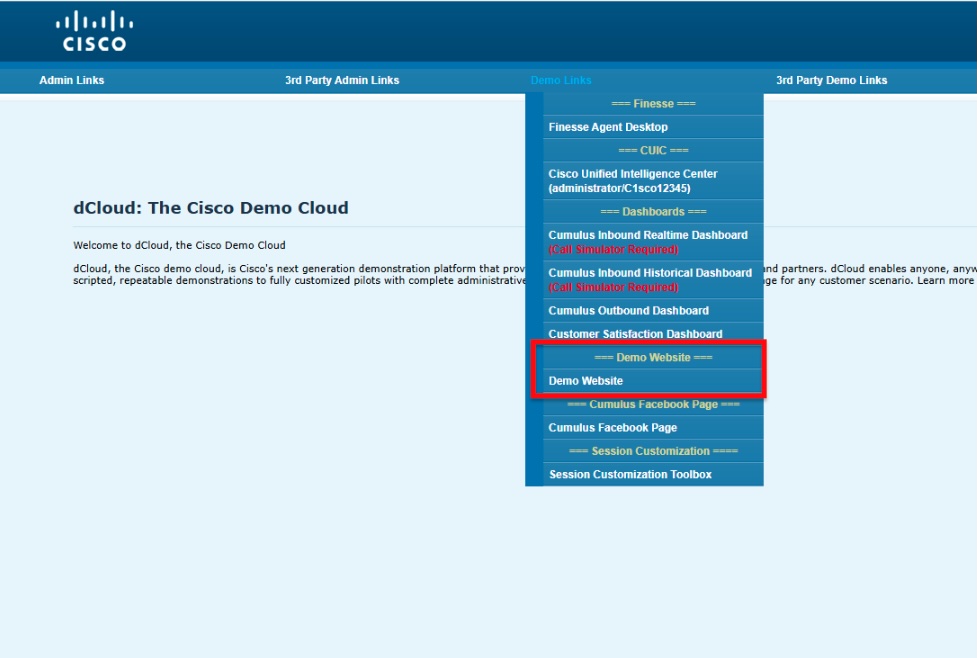 CISCO
Admin Links
3rd Party Admin Links
Demo Links
3rd Party Demo Links
=== Finesse ===
Finesse Agent Desktop
=== CUIC ===
Cisco Unified Intelligence Center
(administrator/C1sco12345)
=== Dashboards ===
Cumulus Inbound Realtime Dashboard
(Call Simulator Required)
Cumulus Inbound Historical Dashboard
(Call Simulator Required)
Cumulus Outbound Dashboard
Customer Satisfaction Dashboard
=== Demo Website ===
Demo Website
=== Cumulus Facebook Page ===
Cumulus Facebook Page
=== Session Customization ====
Session Customization Toolbox
dCloud: The Cisco Demo Cloud
Welcome to dCloud, the Cisco Demo Cloud
dCloud, the Cisco demo cloud, is Cisco's next generation demonstration platform that prov nd partners. dCloud enables anyone, anyw
scripted, repeatable demonstrations to fully customized pilots with complete administrative ge for any customer scenario. Learn more